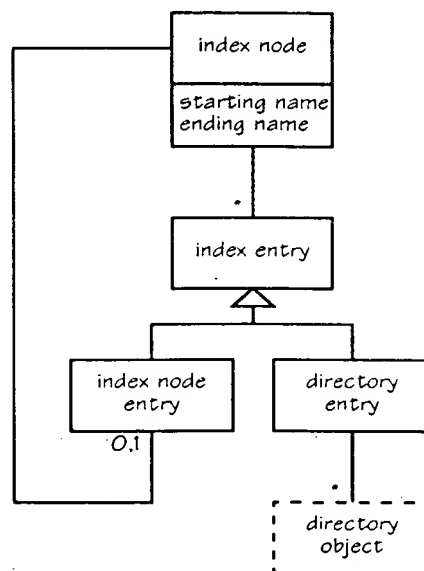 index node
starting name
ending name
index entry
index node
entry
directory
entry
0,1
directory
object